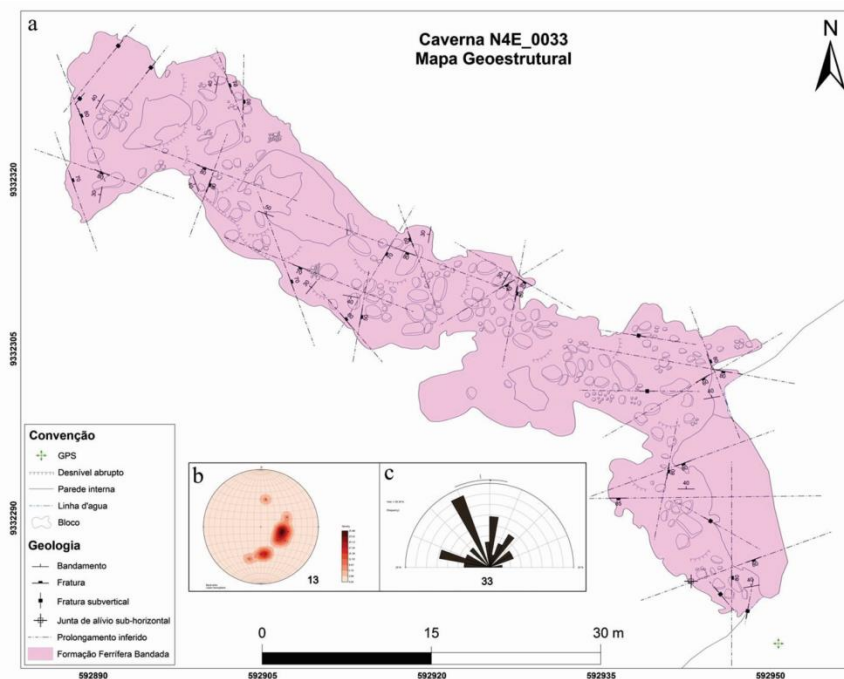 a
Caverna N4E_0033
Mapa Geoestrutural
N
9332320
9332305
9332290
Convenção
GPS
Desnível abrupto
Parede interna
Linha d'agua
Bloco
Geologia
Bandamento
Fratura
Fratura subvertical
Junta de alívio sub-horizontal
Prolongamento inferido
Formação Ferrífera Bandada
b
13
c
33
0 15 30 m
592890 592905 592920 592935 592950